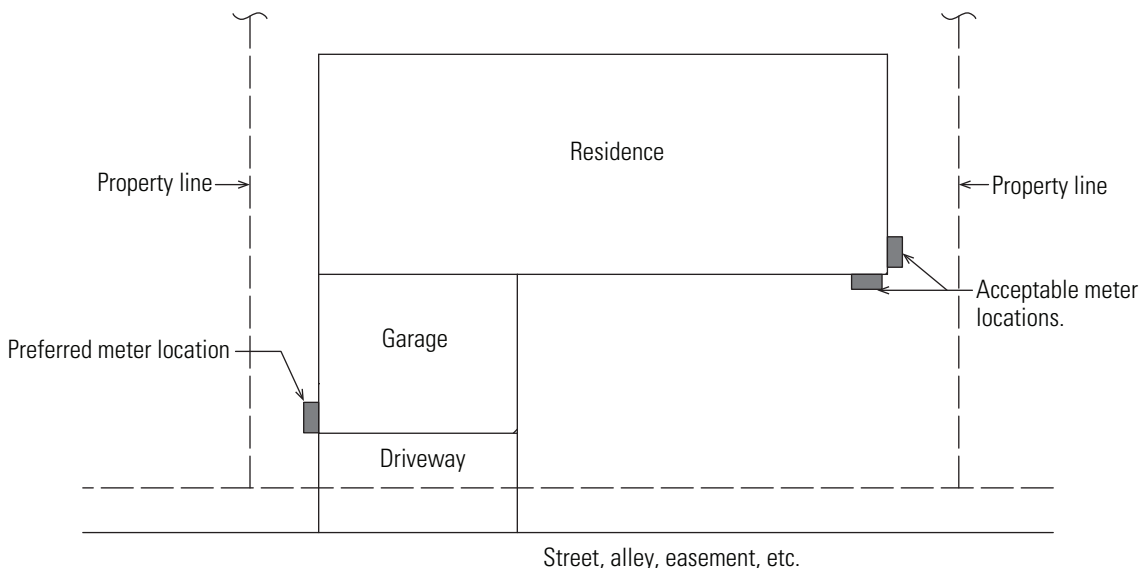 Residence
Property line
Property line
Acceptable meter
locations.
Garage
Preferred meter location
Driveway
Street, alley, easement, etc.